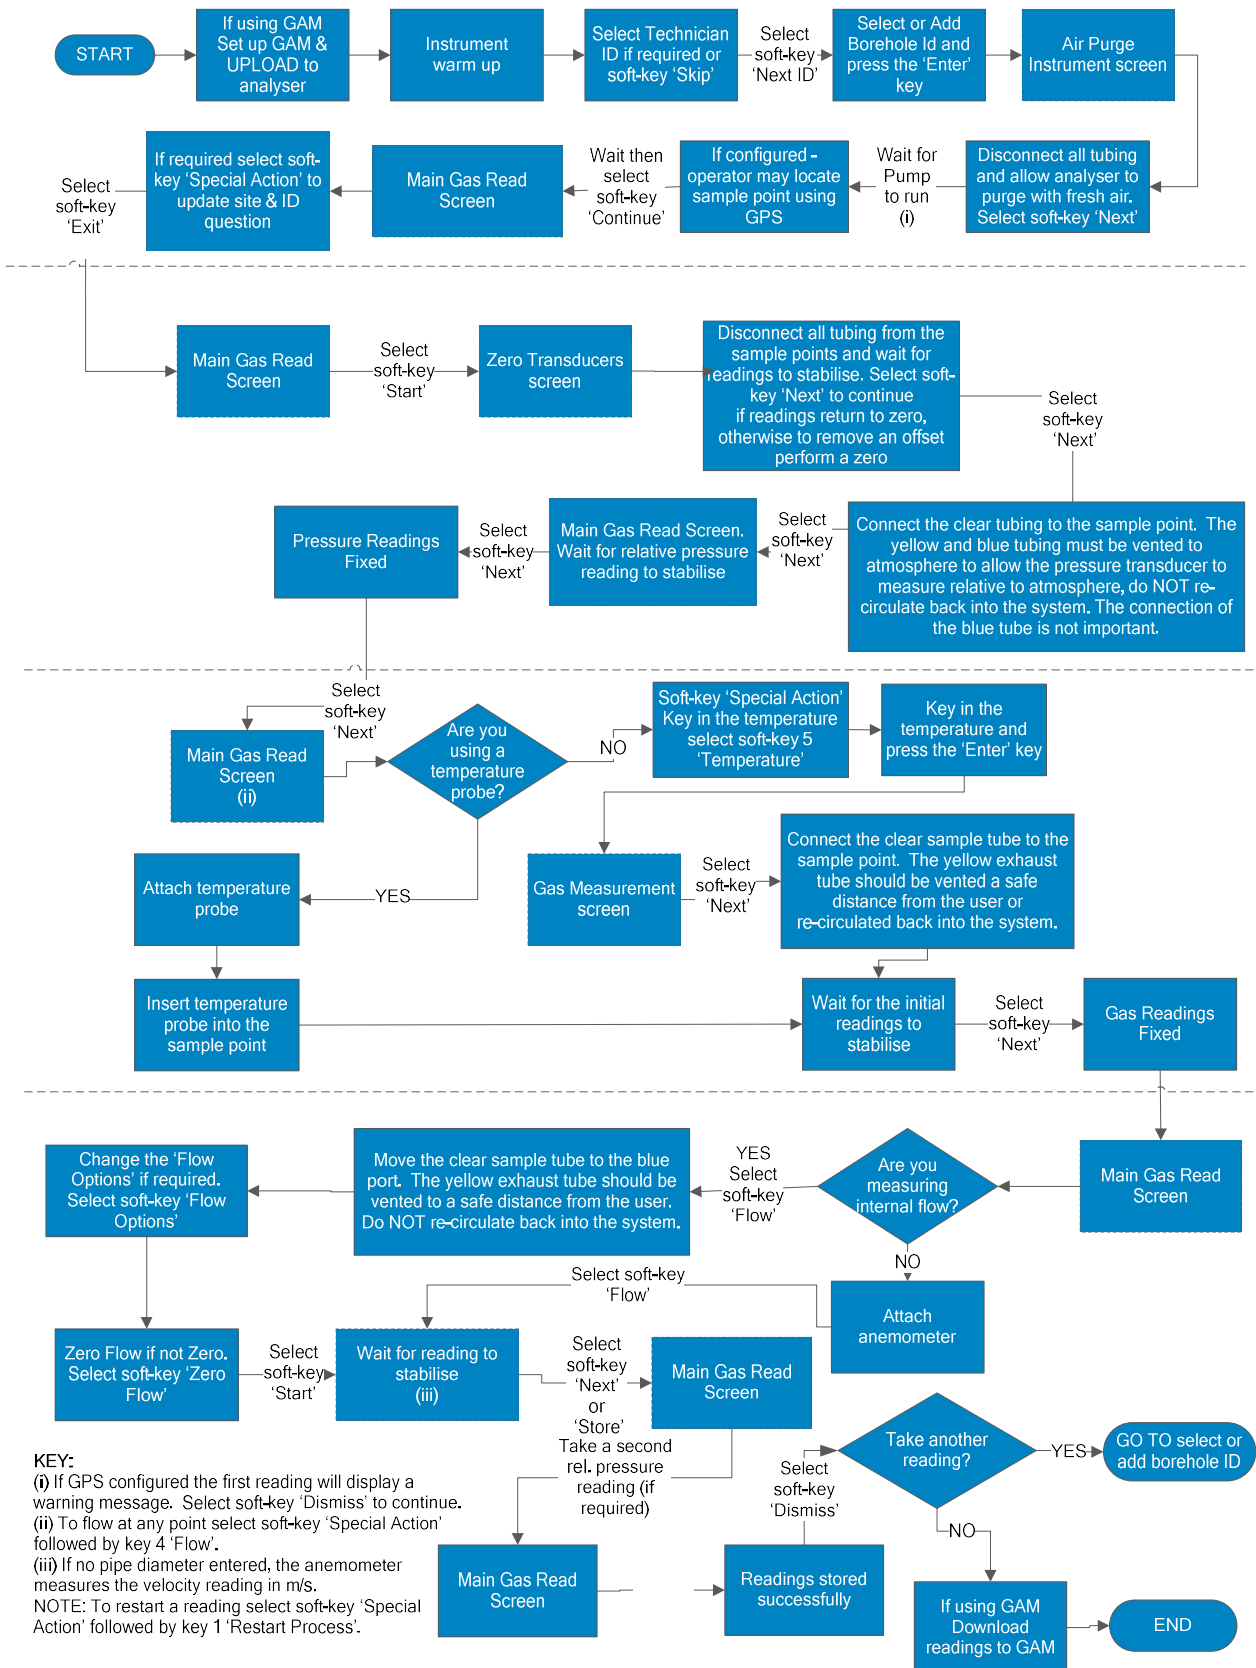 START
If using GAM
Set up GAM &
UPLOAD to
analyser
Instrument
warm up
Select Technician
ID if required or
soft-key 'Skip'
Select
soft-key
'Next ID'
Select or Add
Borehole Id and
press the 'Enter'
key
Air Purge
Instrument screen
Disconnect all tubing
and allow analyser to
purge with fresh air.
Select soft-key 'Next'
Wait for
Pump
to run
(i)
If configured -
operator may locate
sample point using
GPS
Wait then
select
soft-key
'Continue'
Main Gas Read
Screen
If required select soft-
key 'Special Action' to
update site & ID
question
Select
soft-key
'Exit'
Main Gas Read
Screen
Select
soft-key
'Start'
Zero Transducers
screen
Disconnect all tubing from the
sample points and wait for
readings to stabilise. Select soft-
key 'Next' to continue
if readings return to zero,
otherwise to remove an offset
perform a zero
Select
soft-key
'Next'
Connect the clear tubing to the sample point. The
yellow and blue tubing must be vented to
atmosphere to allow the pressure transducer to
measure relative to atmosphere, do NOT re-
circulate back into the system. The connection of
the blue tube is not important.
Select
soft-key
'Next'
Main Gas Read Screen.
Wait for relative pressure
reading to stabilise
Select
soft-key
'Next'
Pressure Readings
Fixed
Select
soft-key
'Next'
Main Gas Read
Screen
(ii)
Are you
using a
temperature
probe?
NO
Soft-key 'Special Action'
Key in the temperature
select soft-key 5
'Temperature'
Key in the
temperature and
press the 'Enter' key
YES
Attach temperature
probe
Insert temperature
probe into the
sample point
Gas Measurement
screen
Select
soft-key
'Next'
Connect the clear sample tube to the
sample point. The yellow exhaust
tube should be vented a safe
distance from the user or
re-circulated back into the system.
Wait for the initial
readings to
stabilise
Select
soft-key
'Next'
Gas Readings
Fixed
Main Gas Read
Screen
Are you
measuring
internal flow?
YES
Select
soft-key
'Flow'
Move the clear sample tube to the blue
port. The yellow exhaust tube should be
vented to a safe distance from the user.
Do NOT re-circulate back into the system.
Change the 'Flow
Options' if required.
Select soft-key 'Flow
Options'
NO
Attach
anemometer
Select soft-key
'Flow'
Zero Flow if not Zero.
Select soft-key 'Zero
Flow'
Select
soft-key
'Start'
Wait for reading to
stabilise
(iii)
Select
soft-key
'Next'
or
'Store'
Main Gas Read
Screen
Take a second
rel. pressure
reading (if
required)
Main Gas Read
Screen
Readings stored
successfully
Select
soft-key
'Dismiss'
Take another
reading?
YES
GO TO select or
add borehole ID
NO
If using GAM
Download
readings to GAM
END
KEY:
(i) If GPS configured the first reading will display a
warning message. Select soft-key 'Dismiss' to continue.
(ii) To flow at any point select soft-key 'Special Action'
followed by key 4 'Flow'.
(iii) If no pipe diameter entered, the anemometer
measures the velocity reading in m/s.
NOTE: To restart a reading select soft-key 'Special
Action' followed by key 1 'Restart Process'.